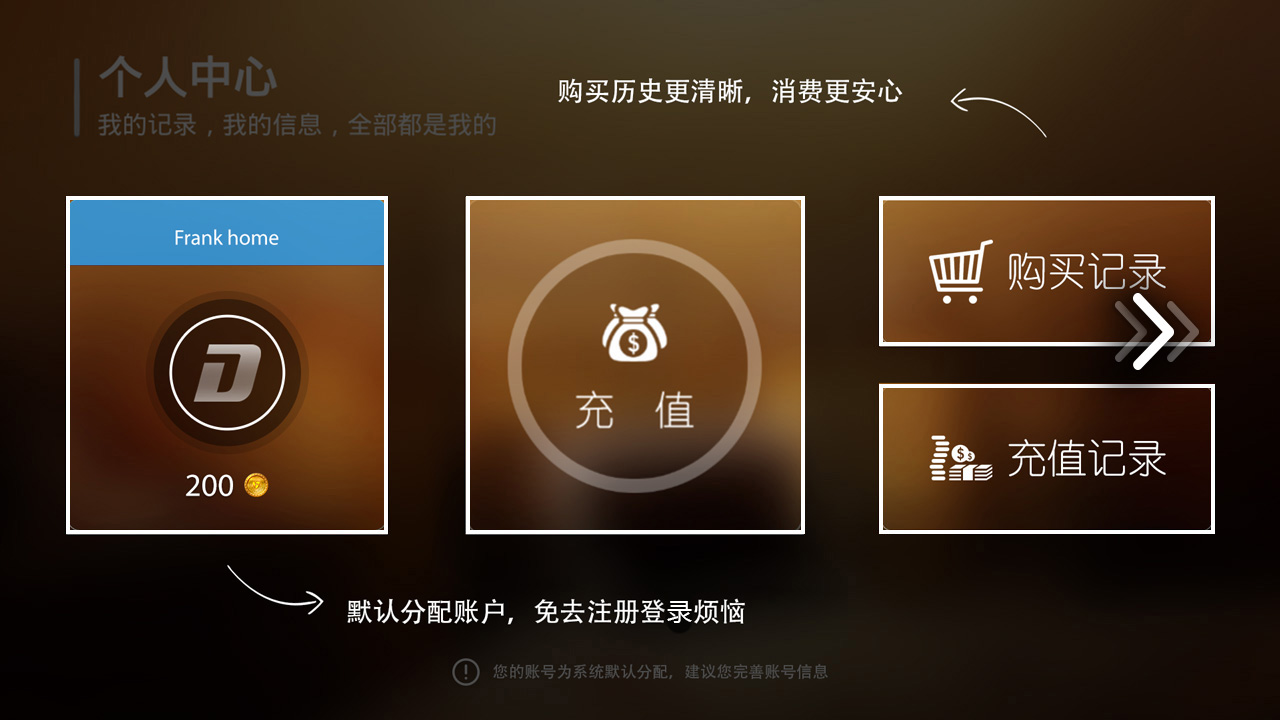 个人中心
我的记录，我的信息，全部都是我的
购买历史更清晰，消费更安心
Frank home
D
200
$
充 值
购买记录
$ $
充值记录
默认分配账户，免去注册登录烦恼
您的账号为系统默认分配，建议您完善账号信息